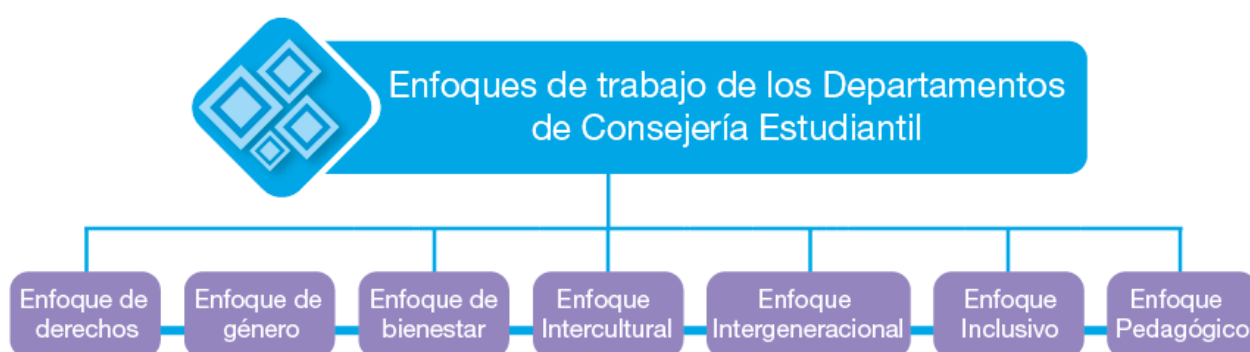 Enfoques de trabajo de los Departamentos
de Consejería Estudiantil
Enfoque de
derechos
Enfoque de
género
Enfoque de
bienestar
Enfoque
Intercultural
Enfoque
Intergeneracional
Enfoque
Inclusivo
Enfoque
Pedagógico